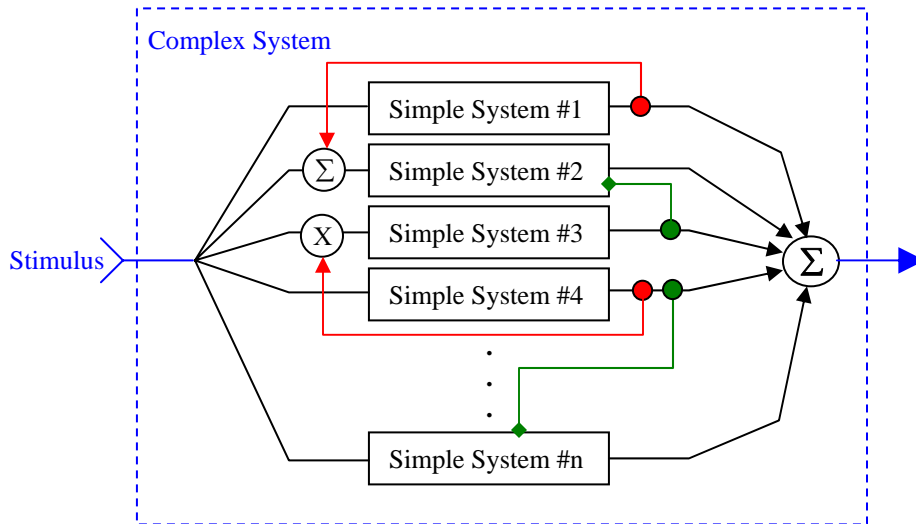 Complex System
Simple System #1
Σ
Simple System #2
X
Simple System #3
Stimulus
Σ
Simple System #4
.
.
.
Simple System #n